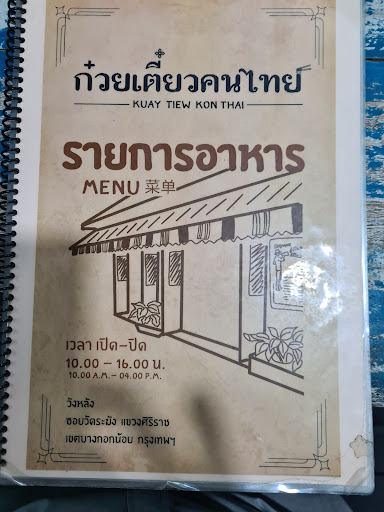 ก๋วยเตี๋ยวคนไทย
KUAY TIEW KON THAI
รายการอาหาร
MENU 菜单
เวลา เปิด-ปิด
10.00 - 16.00 น.
10.00 A.M. - 04.00 P.M.
วังหลัง
ซอยวัดระฆัง แขวงศิริราช
เขตบางกอกน้อย กรุงเทพฯ